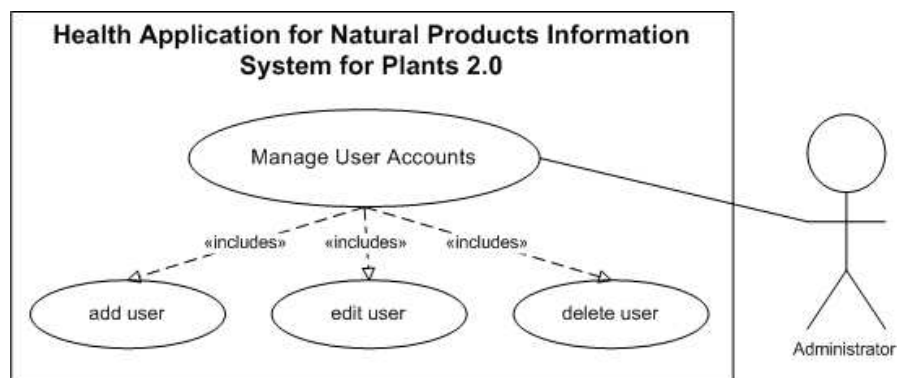 Health Application for Natural Products Information
System for Plants 2.0
Manage User Accounts
«includes» «includes» «includes»
add user edit user delete user
Administrator